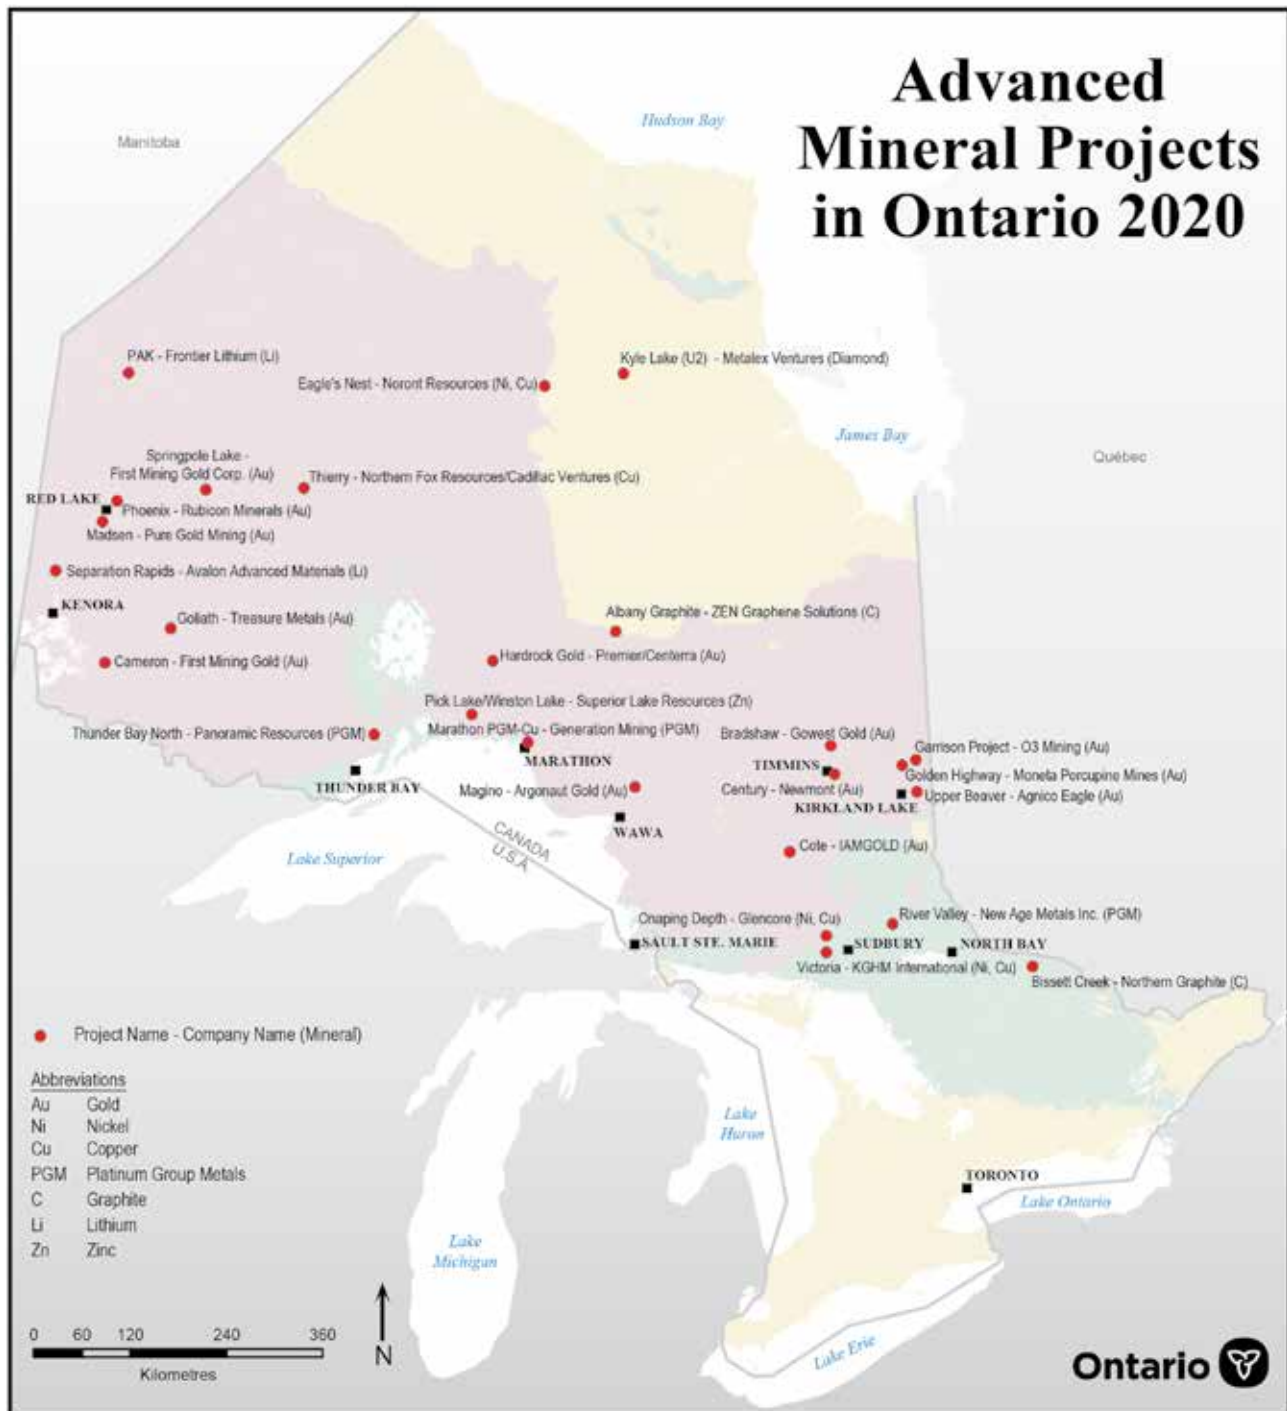 Advanced
Mineral Projects
in Ontario 2020
Hudson Bay
Manitoba
PAK - Frontier Lithium (Li)
Kyle Lake (U2) - Metalex Ventures (Diamond)
Eagle's Nest - Noront Resources (Ni, Cu)
James Bay
Québec
Springpole Lake -
First Mining Gold Corp. (Au)
Thierry - Northern Fox Resources/Cadillac Ventures (Cu)
RED LAKE
Phoenix - Rubicon Minerals (Au)
Madsen - Pure Gold Mining (Au)
Separation Rapids - Avalon Advanced Materials (Li)
KENORA
Goliath - Treasure Metals (Au)
Albany Graphite - ZEN Graphene Solutions (C)
Cameron - First Mining Gold (Au)
Hardrock Gold - Premier/Centerra (Au)
Pick Lake/Winston Lake - Superior Lake Resources (Zn)
Thunder Bay North - Panoramic Resources (PGM)
Marathon PGM-Cu - Generation Mining (PGM)
Bradshaw - Gowest Gold (Au)
Garrison Project - O3 Mining (Au)
MARATHON
TIMMINS
Golden Highway - Moneta Porcupine Mines (Au)
THUNDER BAY
Magino - Argonaut Gold (Au)
Century - Newmont (Au)
Upper Beaver - Agnico Eagle (Au)
KIRKLAND LAKE
WAWA
CANADA
U.S.A
Lake Superior
Cote - IAMGOLD (Au)
Onaping Depth - Glencore (Ni, Cu)
River Valley - New Age Metals Inc. (PGM)
SAULT STE. MARIE
SUDBURY
NORTH BAY
Victoria - KGHM International (Ni, Cu)
Bissett Creek - Northern Graphite (C)
Project Name - Company Name (Mineral)
Abbreviations
Au Gold
Ni Nickel
Cu Copper
PGM Platinum Group Metals
C Graphite
Li Lithium
Zn Zinc
Lake
Huron
TORONTO
Lake Ontario
Lake
Michigan
Lake Erie
0 60 120 240 360
Kilometres
N
Ontario